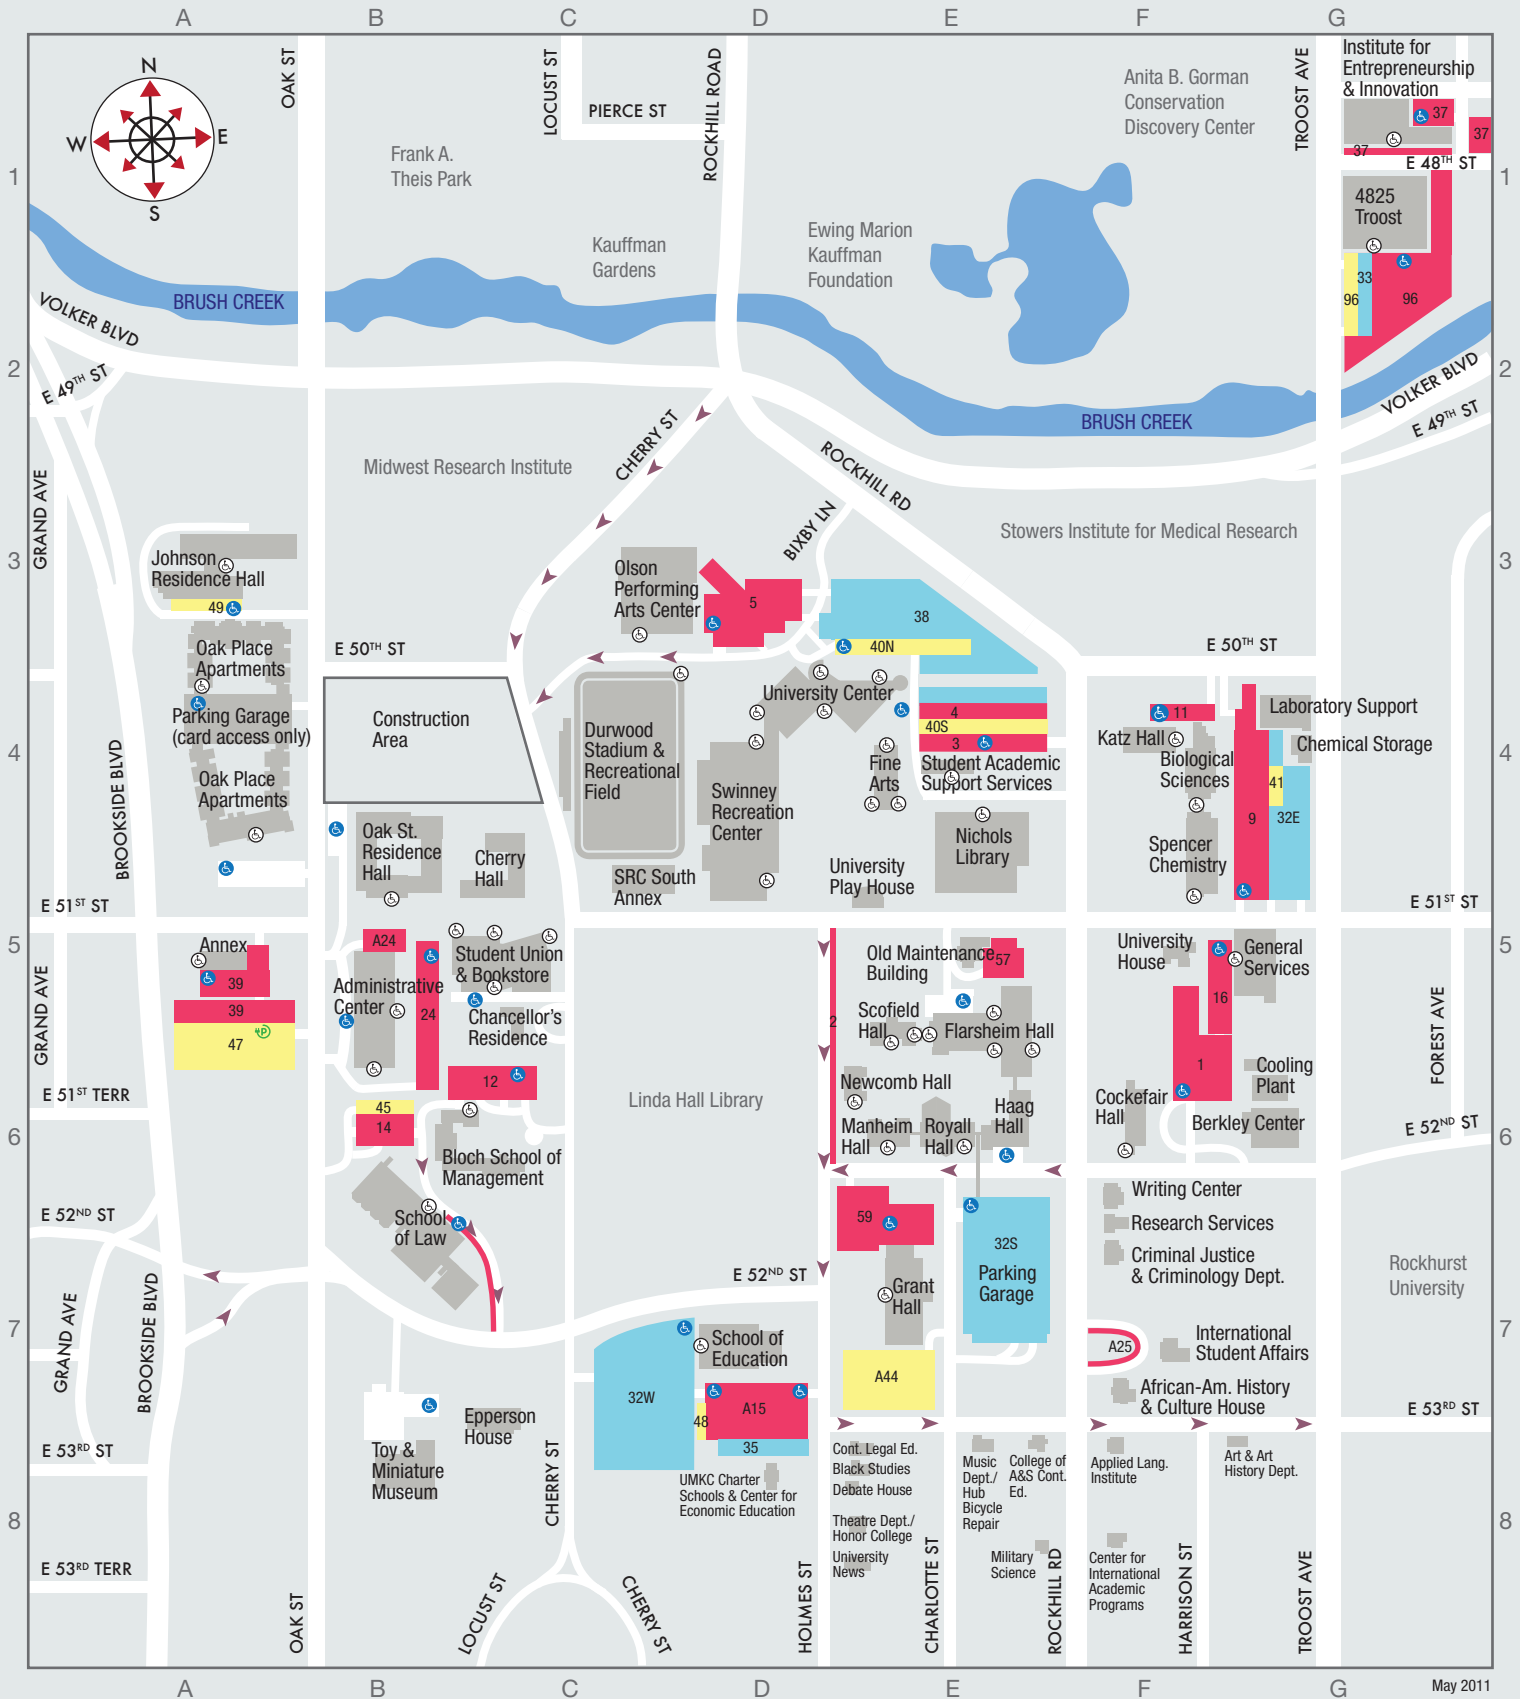 A B C D E F G
N
W E
S
OAK ST
LOCUST ST
PIERCE ST
ROCKHILL ROAD
Anita B. Gorman
Conservation
Discovery Center
TROOST AVE
Institute for
Entrepreneurship
& Innovation
37
37
37
E 48TH ST
Frank A.
Theis Park
1
1
4825
Troost
Kauffman
Gardens
Ewing Marion
Kauffman
Foundation
33
96
96
BRUSH CREEK
VOLKER BLVD
2
2
E 49TH ST
VOLKER BLVD
E 49TH ST
BRUSH CREEK
CHERRY ST
ROCKHILL RD
Midwest Research Institute
GRAND AVE
BIXBY LN
Stowers Institute for Medical Research
3
3
Johnson
Residence Hall
49
Olson
Performing
Arts Center
5
38
40N
E 50TH ST
E 50TH ST
Oak Place
Apartments
Parking Garage
(card access only)
Oak Place
Apartments
Construction
Area
University Center
4
40S
3
11
Laboratory Support
Chemical Storage
Katz Hall
Biological
Sciences
4
4
Durwood
Stadium &
Recreational
Field
Fine
Arts
Student Academic
Support Services
BROOKSIDE BLVD
Swinney
Recreation
Center
41
9
32E
Oak St.
Residence
Hall
Cherry
Hall
Nichols
Library
Spencer
Chemistry
SRC South
Annex
University
Play House
E 51ST ST
E 51ST ST
5
5
Annex
A24
Student Union
& Bookstore
Old Maintenance
Building
57
University
House
General
Services
39
39
47
Administrative
Center
24
Chancellor's
Residence
2
Scofield
Hall
Flarsheim Hall
16
GRAND AVE
FOREST AVE
E 51ST TERR
12
45
14
Linda Hall Library
Newcomb Hall
1
Cooling
Plant
Cockefair
Hall
Haag
Hall
Manheim
Hall
Royall
Hall
Berkley Center
6
6
E 52ND ST
Bloch School of
Management
School
of Law
E 52ND ST
59
32S
Parking
Garage
Writing Center
Research Services
Criminal Justice
& Criminology Dept.
Rockhurst
University
E 52ND ST
Grant
Hall
GRAND AVE
BROOKSIDE BLVD
7
7
School of
Education
A25
International
Student Affairs
32W
A15
48
35
A44
African-Am. History
& Culture House
E 53RD ST
E 53RD ST
Epperson
House
Toy &
Miniature
Museum
CHERRY ST
UMKC Charter
Schools & Center for
Economic Education
Cont. Legal Ed.
Black Studies
Debate House
Theatre Dept./
Honor College
University
News
Music
Dept./
Hub
Bicycle
Repair
College of
A&S Cont.
Ed.
Military
Science
Applied Lang.
Institute
Art & Art
History Dept.
Center for
International
Academic
Programs
8
8
E 53RD TERR
OAK ST
LOCUST ST
CHERRY ST
HOLMES ST
CHARLOTTE ST
ROCKHILL RD
HARRISON ST
TROOST AVE
May 2011
A B C D E F G